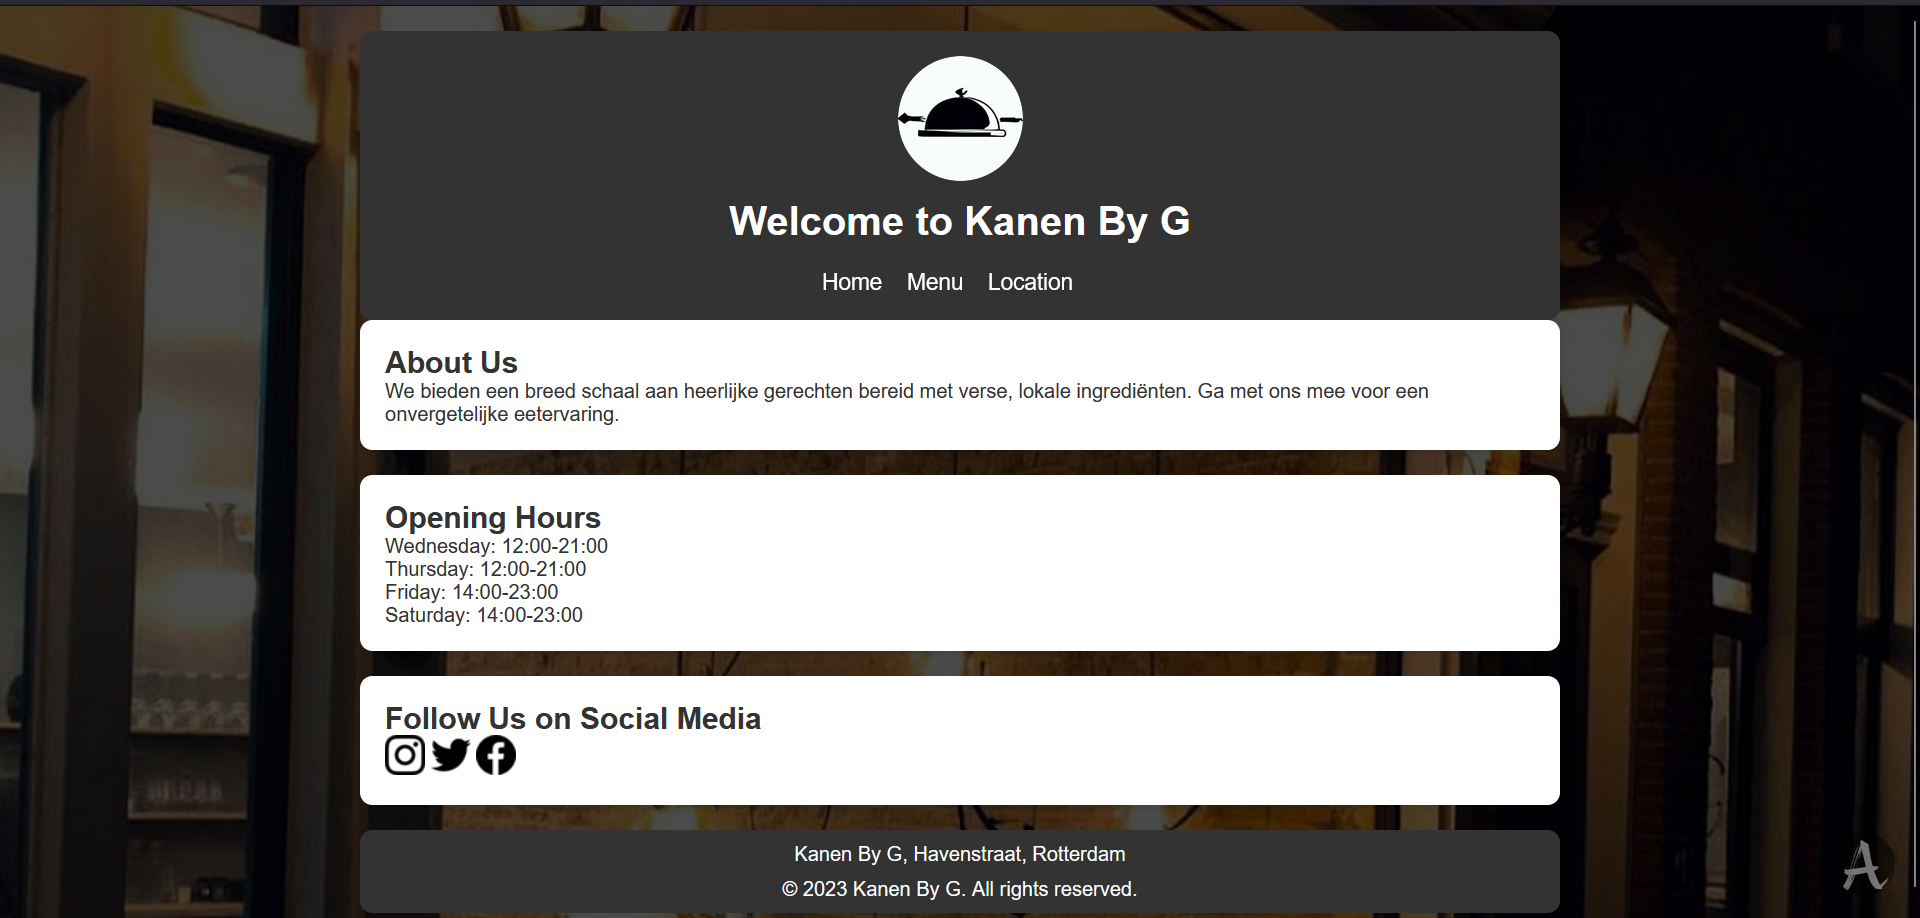 Welcome to Kanen By G
Home Menu Location
About Us
We bieden een breed schaal aan heerlijke gerechten bereid met verse, lokale ingrediënten. Ga met ons mee voor een
onvergetelijke eetervaring.
Opening Hours
Wednesday: 12:00-21:00
Thursday: 12:00-21:00
Friday: 14:00-23:00
Saturday: 14:00-23:00
Follow Us on Social Media
Kanen By G, Havenstraat, Rotterdam
© 2023 Kanen By G. All rights reserved.
A